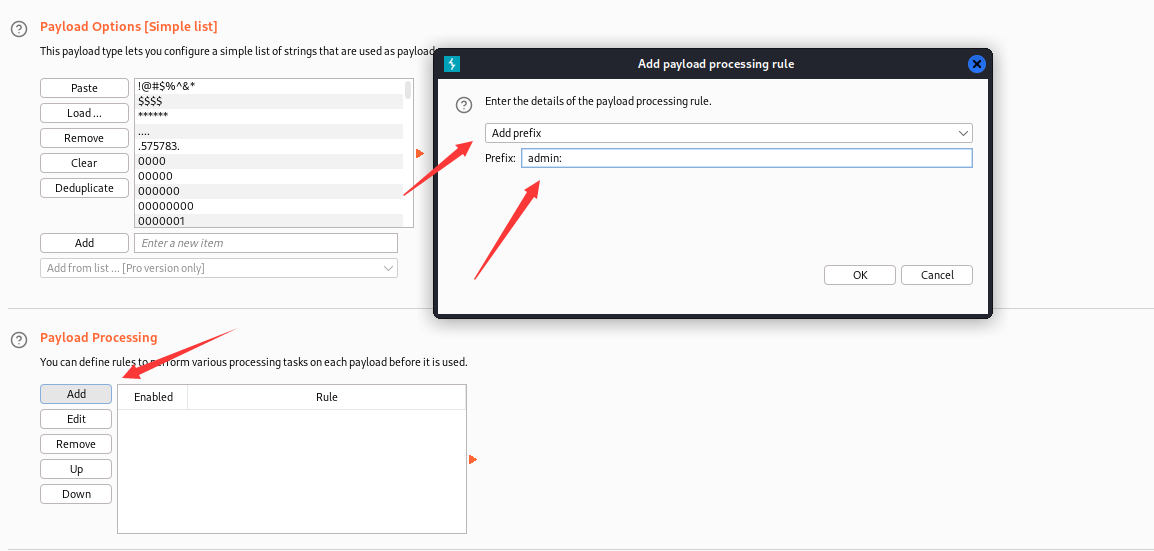 Payload Options [Simple list]
This payload type lets you configure a simple list of strings that are used as payload
Paste
Load ...
Remove
Clear
Deduplicate
!@#$%^&*
$$$$
******
....
.575783.
0000
00000
000000
00000000
0000001
Add
Enter a new item
Add from list ... [Pro version only]
Add payload processing rule
Enter the details of the payload processing rule.
Add prefix
Prefix:
admin:
OK
Cancel
Payload Processing
You can define rules to perform various processing tasks on each payload before it is used.
Add
Edit
Remove
Up
Down
Enabled
Rule